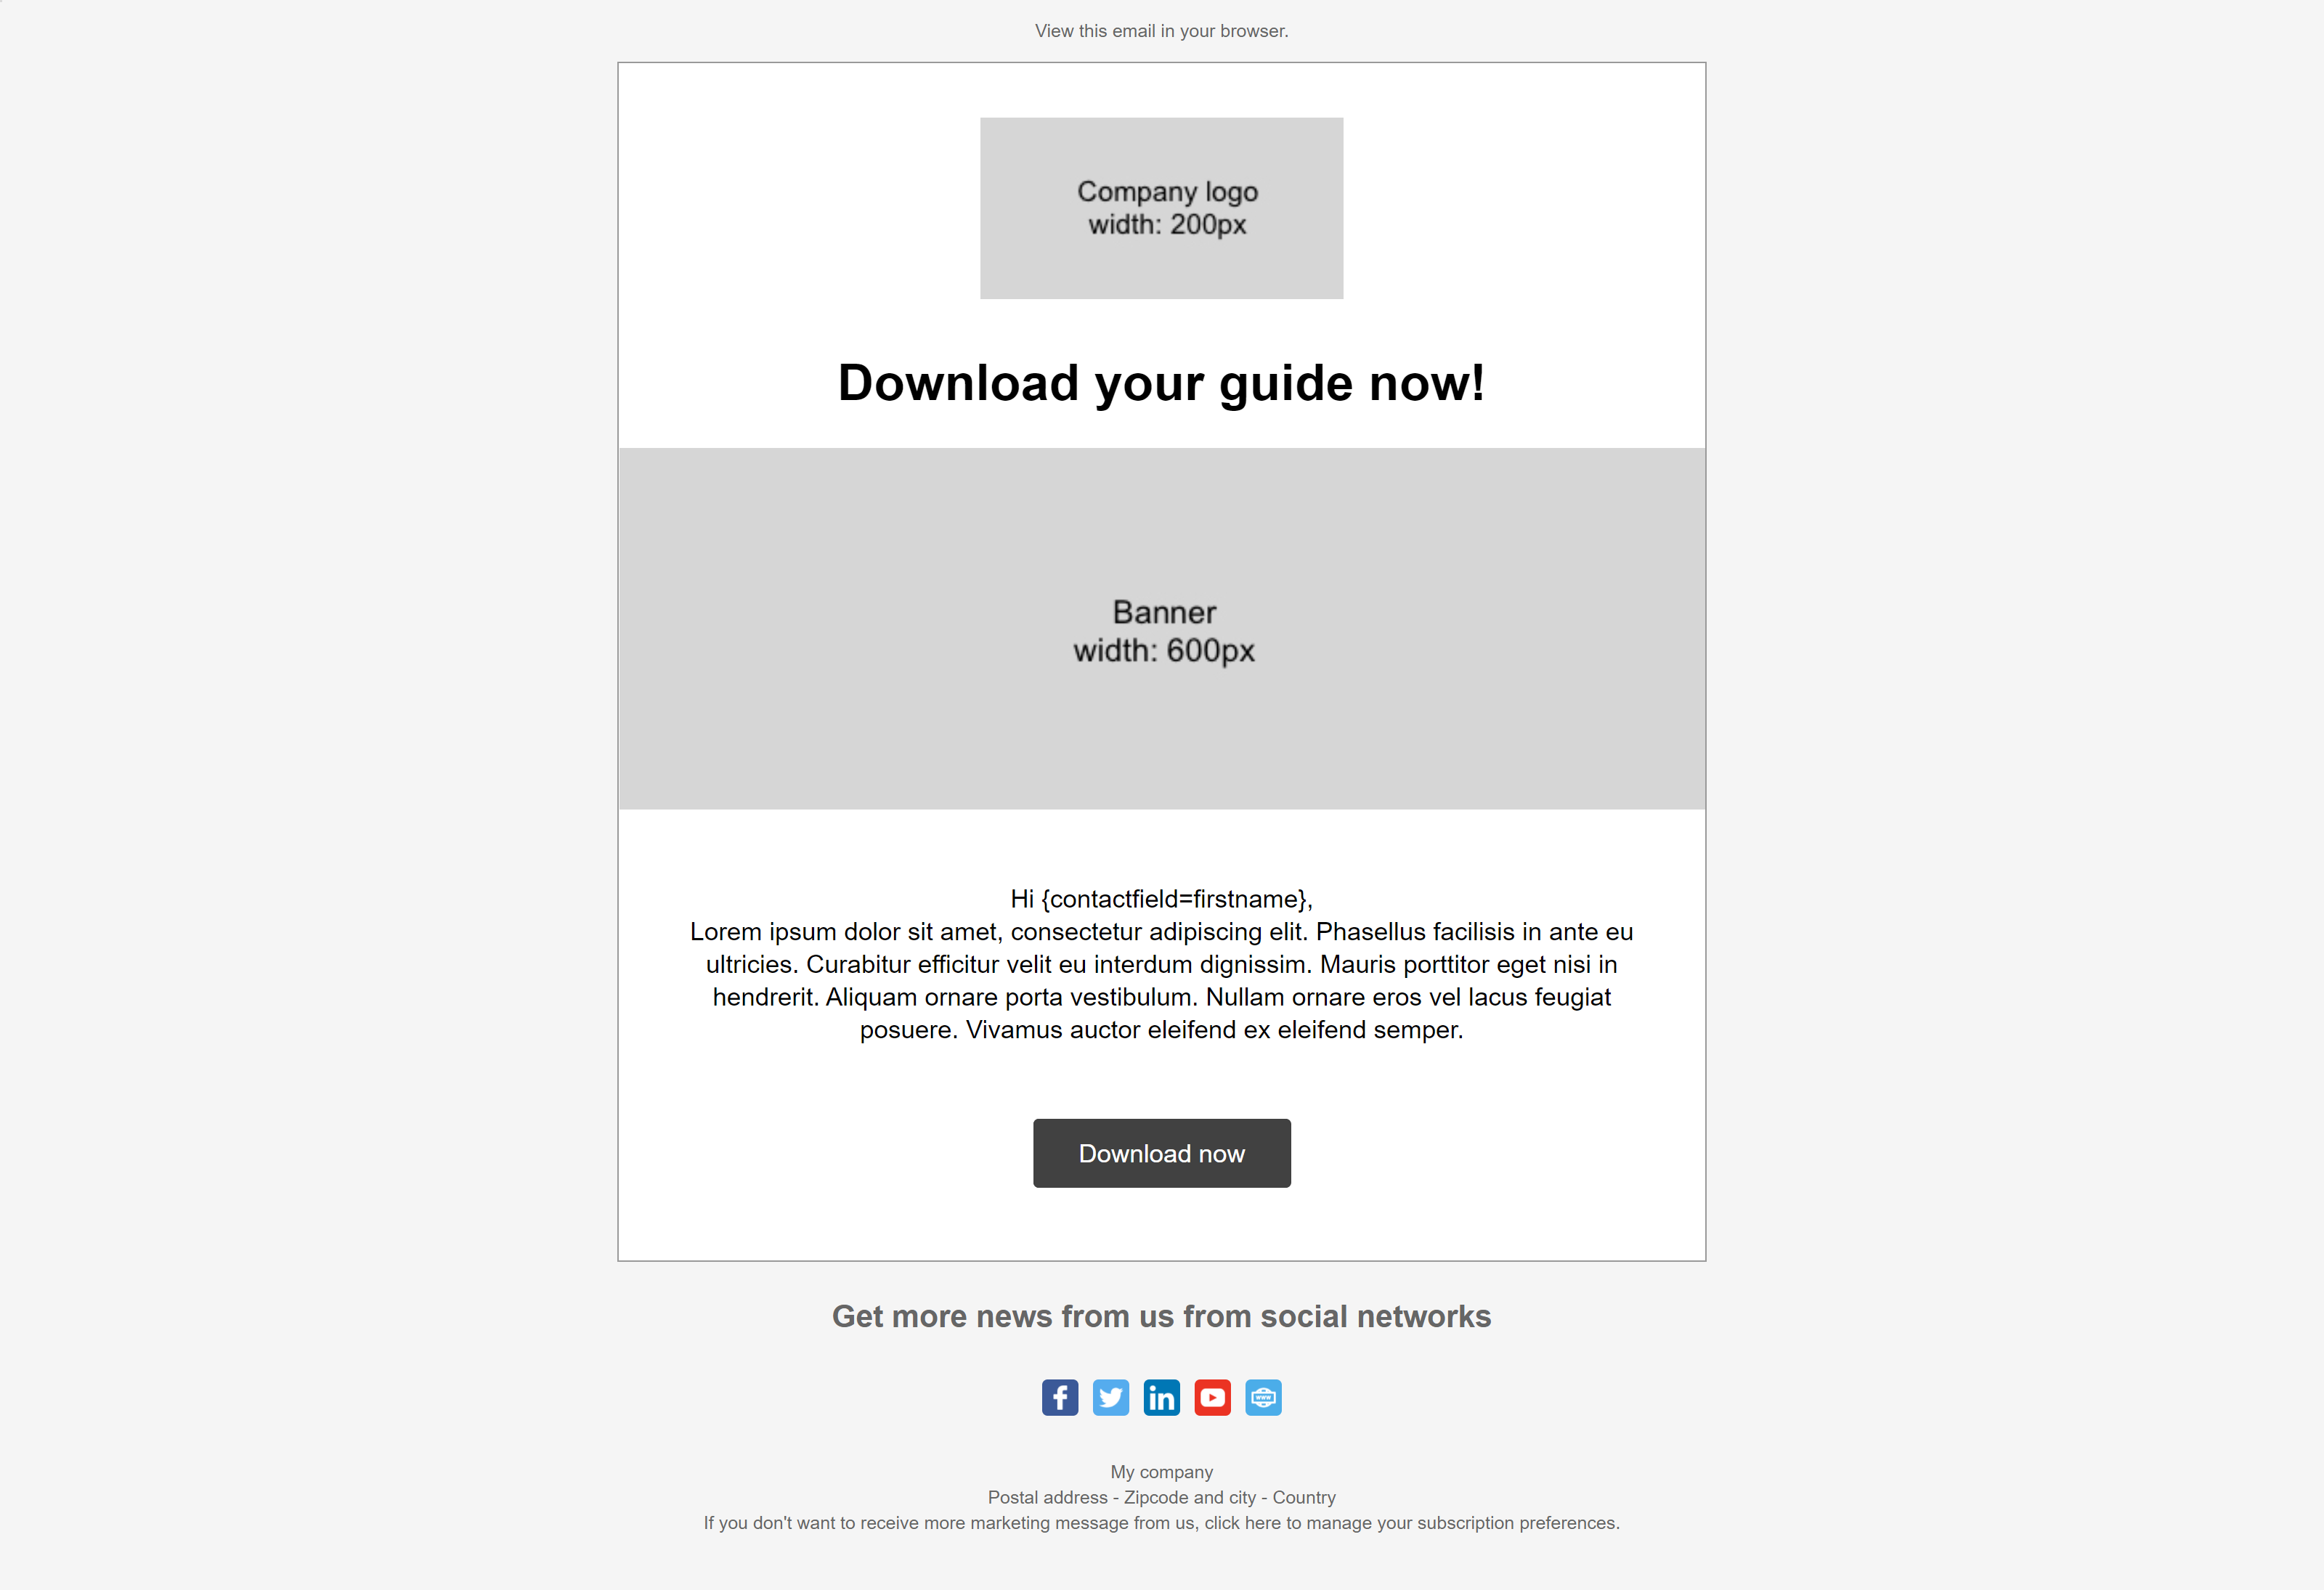 View this email in your browser.
Company logo
width: 200px
Download your guide now!
Banner
width: 600px
Hi {contactfield=firstname},
Lorem ipsum dolor sit amet, consectetur adipiscing elit. Phasellus facilisis in ante eu
ultricies. Curabitur efficitur velit eu interdum dignissim. Mauris porttitor eget nisi in
hendrerit. Aliquam ornare porta vestibulum. Nullam ornare eros vel lacus feugiat
posuere. Vivamus auctor eleifend ex eleifend semper.
Download now
Get more news from us from social networks
f in www
My company
Postal address - Zipcode and city - Country
If you don't want to receive more marketing message from us, click here to manage your subscription preferences.